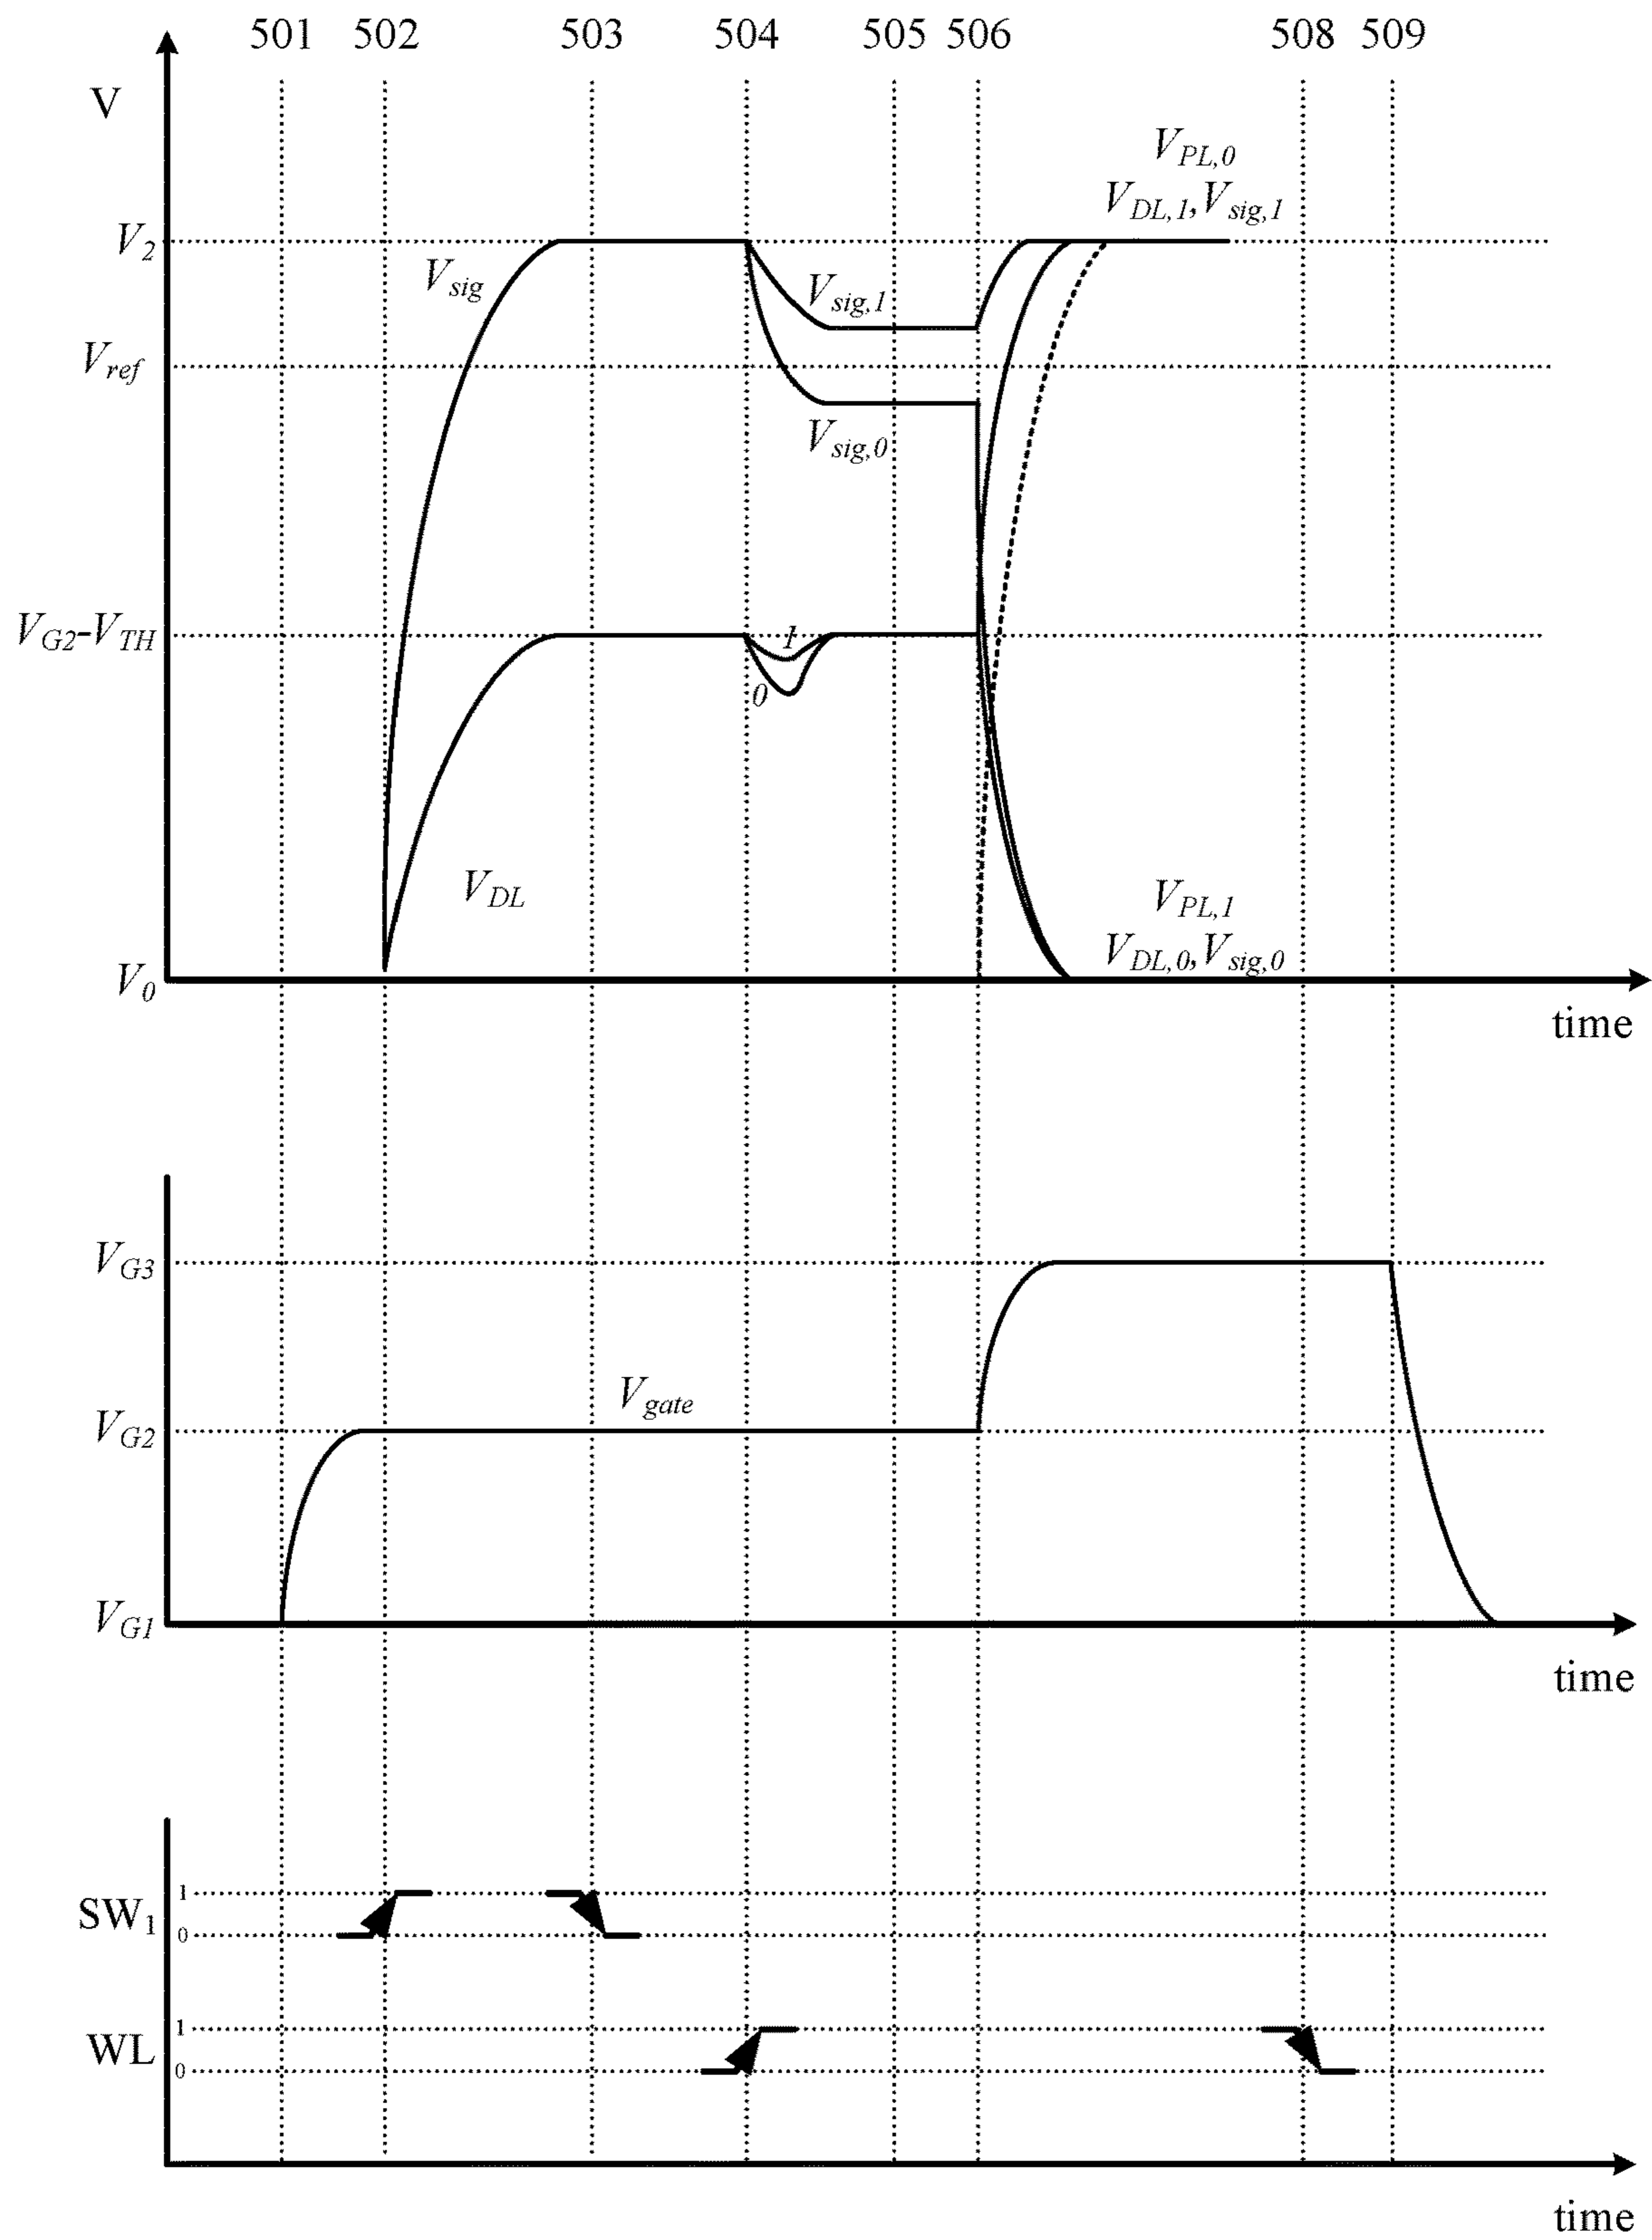 501 502 503 504 505 506 508 509
V
V_PL,0
V_DL,1, V_sig,1
V_2
V_sig
V_sig,1
V_ref
V_sig,0
V_G2-V_TH
1
0
V_DL
V_PL,1
V_DL,0, V_sig,0
V_0
time
V_G3
V_gate
V_G2
V_G1
time
1
SW_1
0
1
WL
0
time